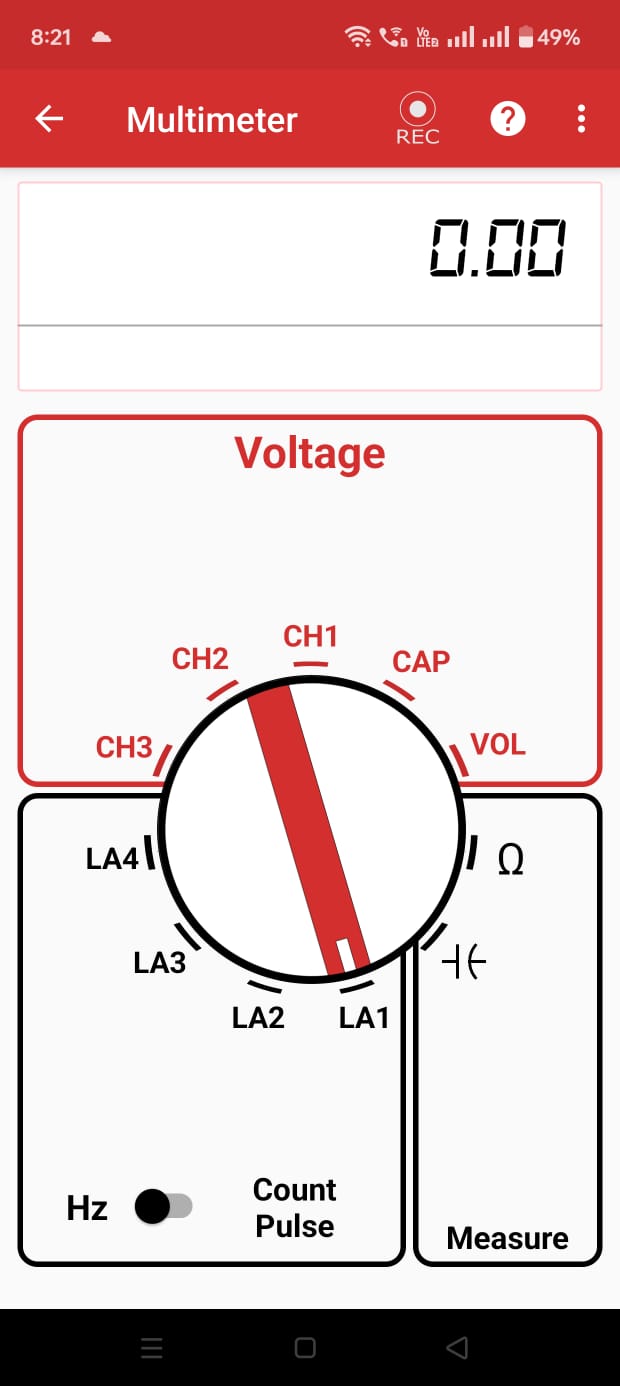 8:21
Vo
LTE2
49%
Multimeter
REC
?
0.00
Voltage
CH1
CH2
CAP
CH3
VOL
LA4
Ω
LA3
LA2
LA1
Hz
Count
Pulse
Measure